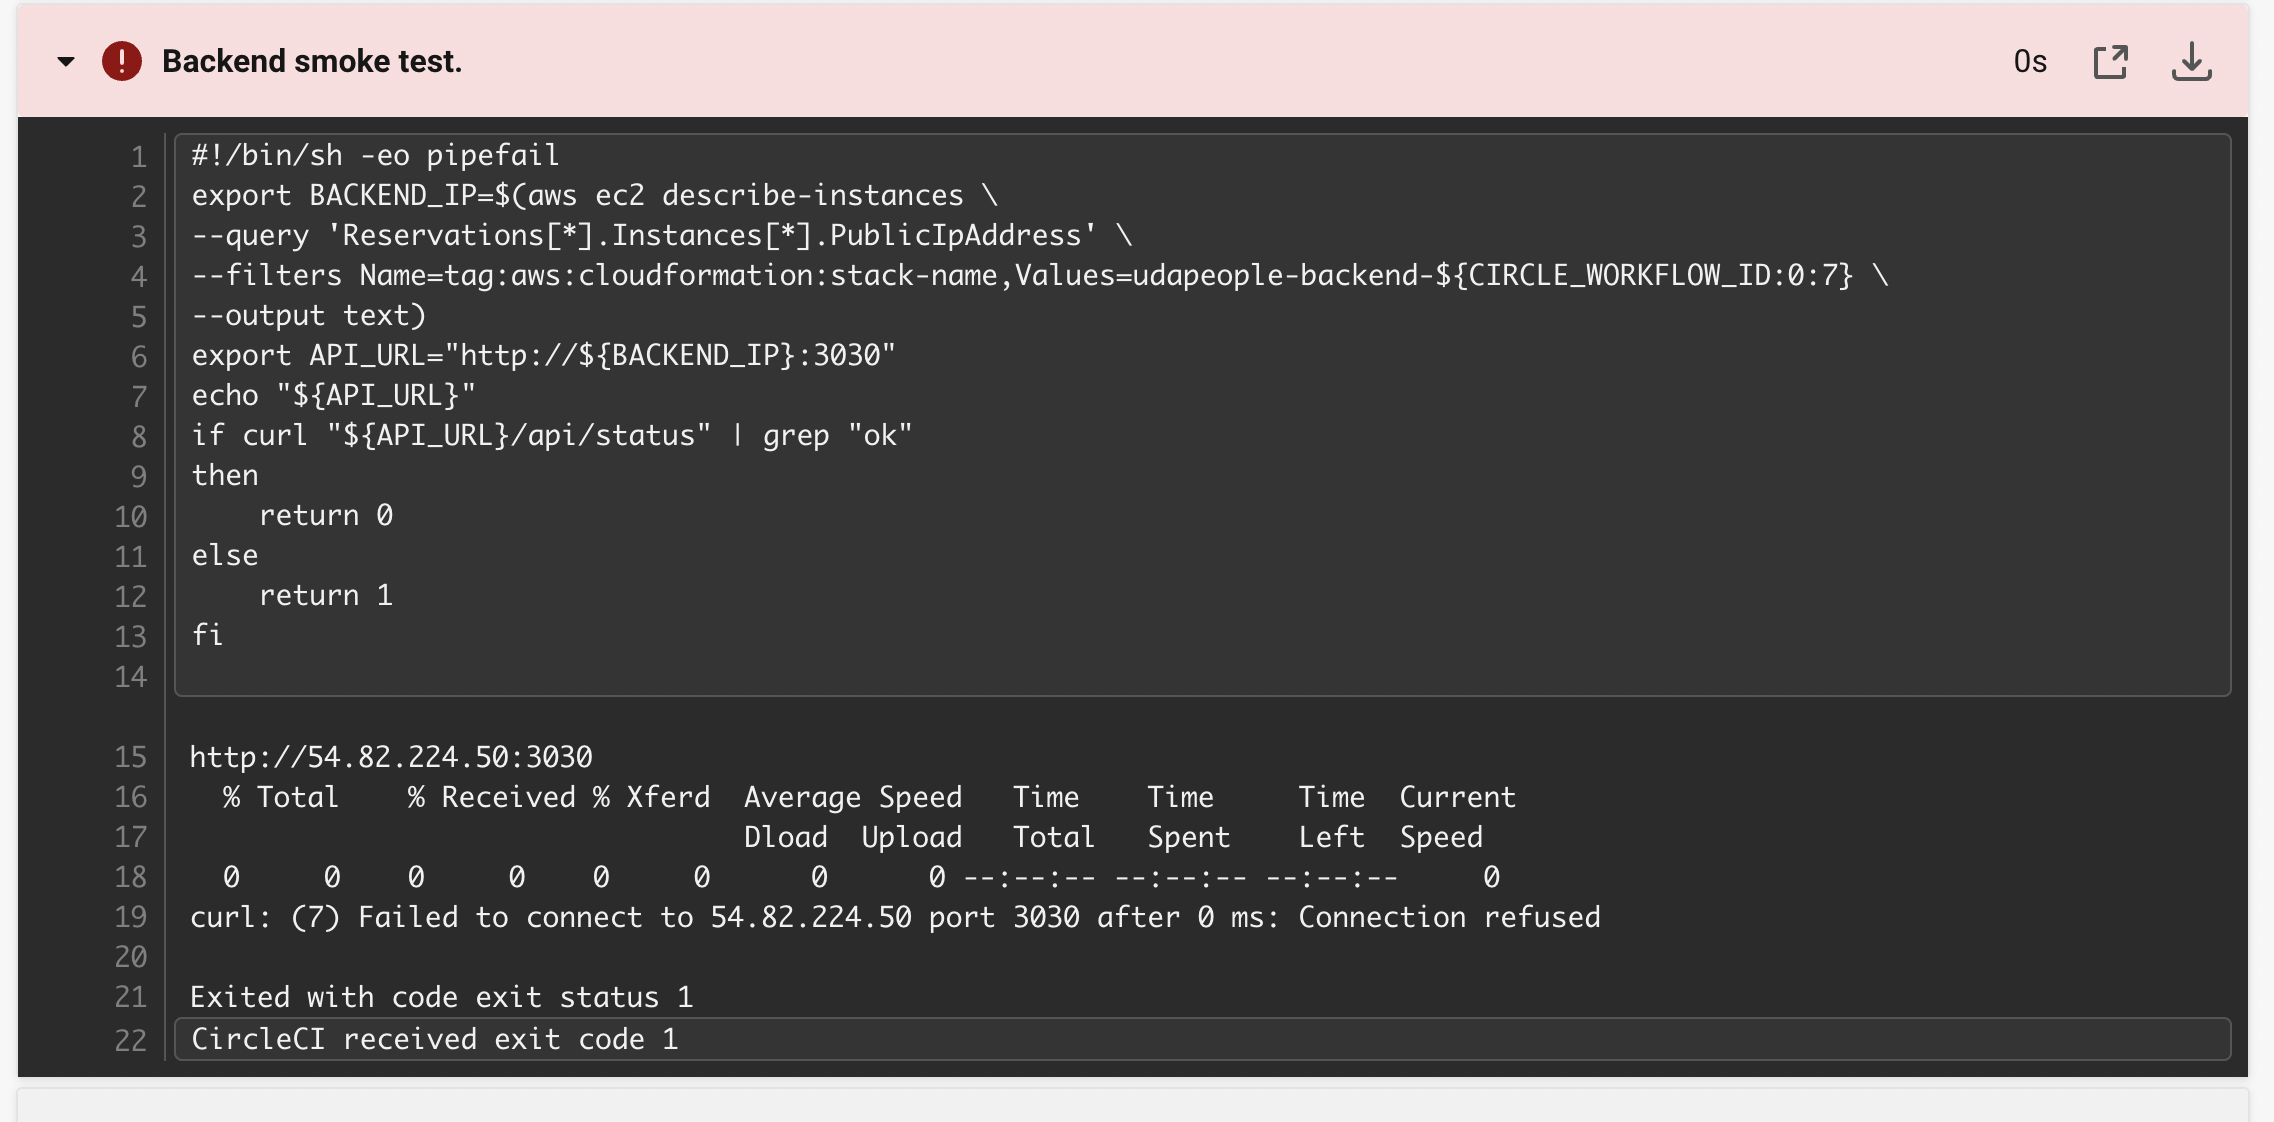 Backend smoke test.
0s
1 #!/bin/sh -eo pipefail
2 export BACKEND_IP=$(aws ec2 describe-instances \
3 --query 'Reservations[*].Instances[*].PublicIpAddress' \
4 --filters Name=tag:aws:cloudformation:stack-name,Values=udapeople-backend-${CIRCLE_WORKFLOW_ID:0:7} \
5 --output text)
6 export API_URL="http://${BACKEND_IP}:3030"
7 echo "${API_URL}"
8 if curl "${API_URL}/api/status" | grep "ok"
9 then
10     return 0
11 else
12     return 1
13 fi
14
15 http://54.82.224.50:3030
16   % Total    % Received % Xferd  Average Speed   Time    Time     Time  Current
17                                  Dload  Upload   Total   Spent    Left  Speed
18   0     0    0     0    0     0      0      0 --:--:-- --:--:-- --:--:--     0
19 curl: (7) Failed to connect to 54.82.224.50 port 3030 after 0 ms: Connection refused
20
21 Exited with code exit status 1
22 CircleCI received exit code 1